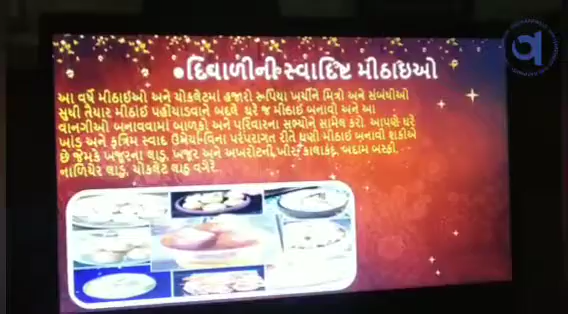 •દિવાળીની સ્વાદિષ્ટ મીઠાઇઓ
આ વર્ષે મીઠાઇઓ અને ચોકલેટમાં હજારો રૂપિયા ખર્ચીને મિત્રો અને સંબંધીઓ
સુધી તૈયાર મીઠાઇ પહોંચાડવાને બદલે ઘરે જ મીઠાઇ બનાવો અને આ
વાનગીઓ બનાવવામાં બાળકો અને પરિવારના સભ્યોને સામેલ કરો. આપણે ઘરે
ખાંડ અને કૃત્રિમ સ્વાદ ઉમેર્યા વિના પરંપરાગત રીતે ઘણી મીઠાઇ બનાવી શકીએ
છે જેમકે ખજૂરના લાડુ, ખજૂર અને અખરોટની ખીર, કાલાકંદ, બદામ બરફી,
નાળિયેર લાડુ, ચોકલેટ લાડુ વગેરે.